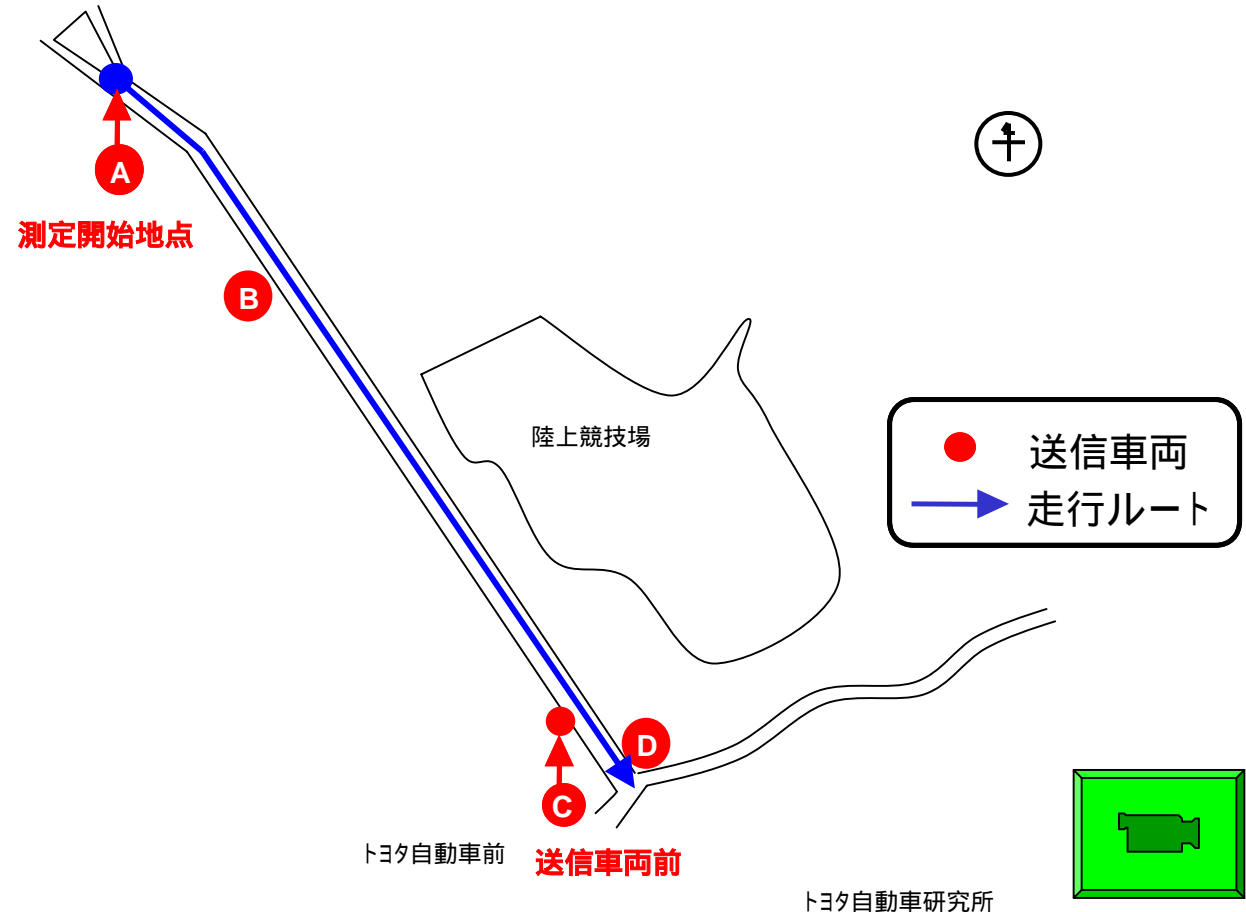 A
測定開始地点
B
陸上競技場
送信車両
走行ルート
D
C
トヨタ自動車前
送信車両前
トヨタ自動車研究所